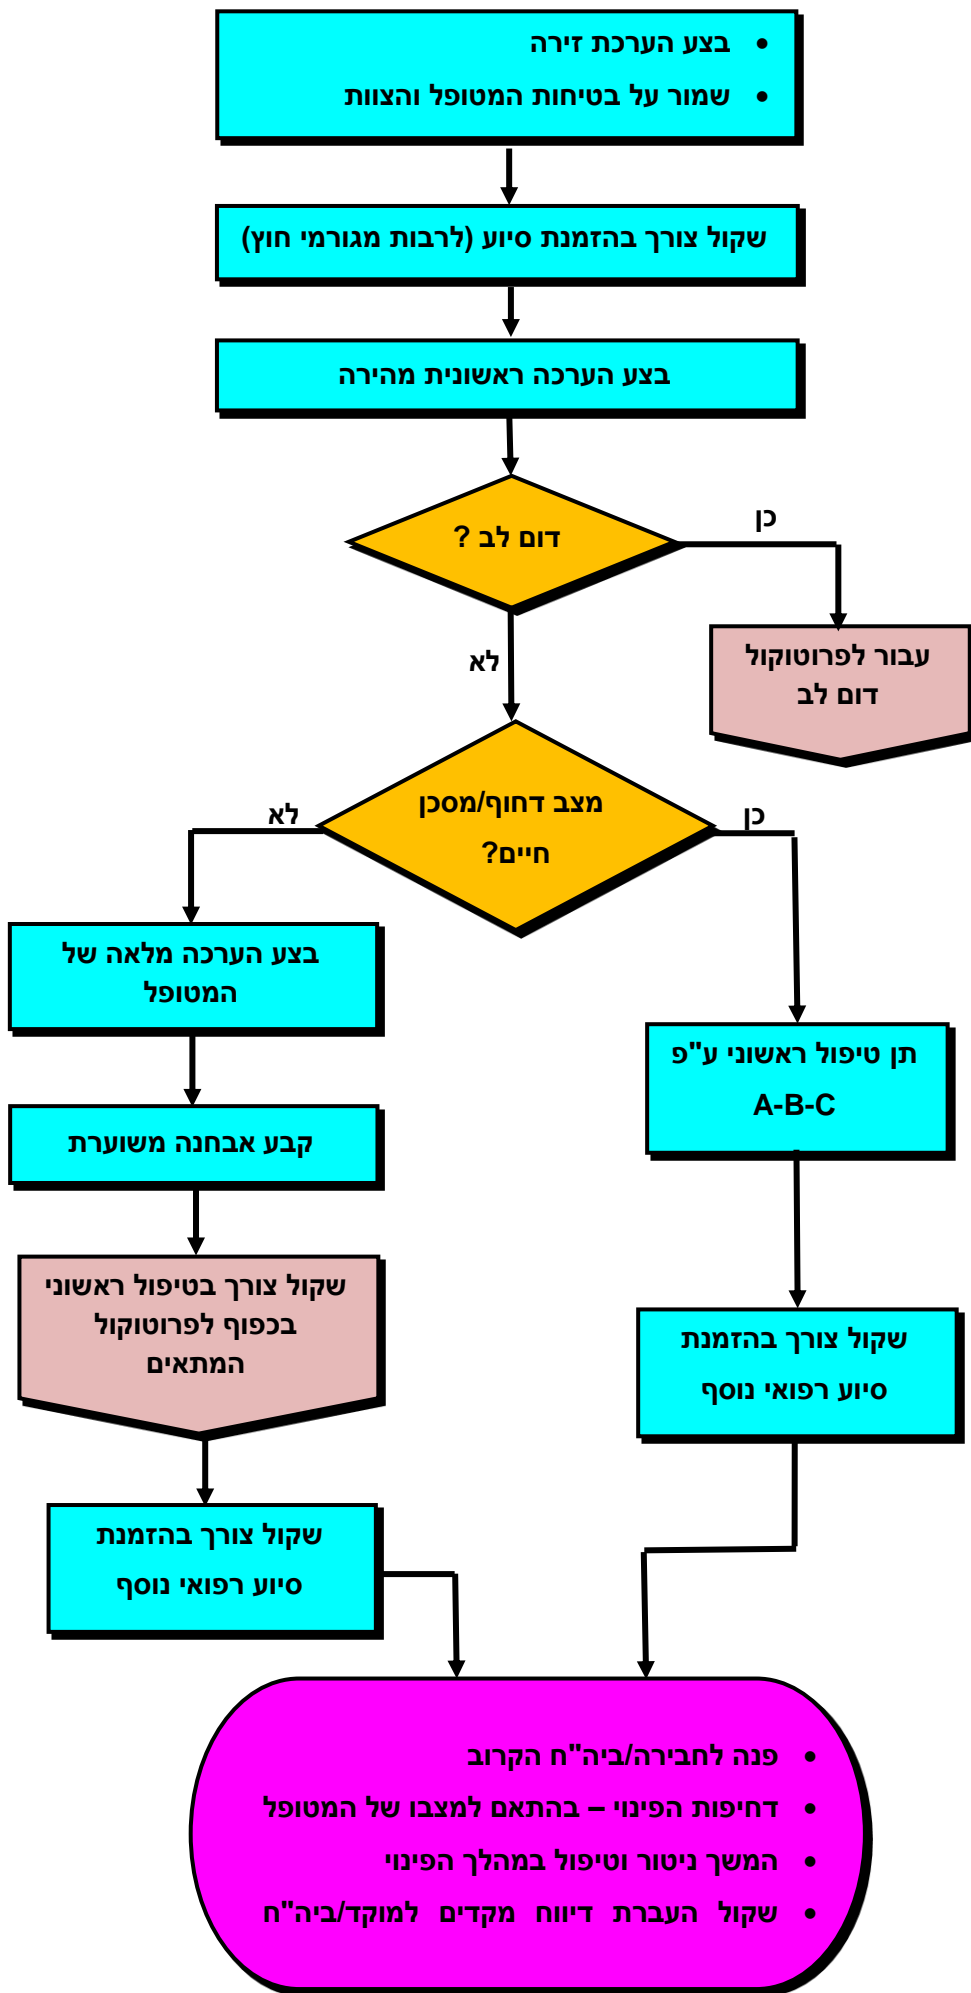 • בצע הערכת זירה
• שמור על בטיחות המטופל והצוות
שקול צורך בהזמנת סיוע (לרבות מגורמי חוץ)
בצע הערכה ראשונית מהירה
דום לב ?
כן
עבור לפרוטוקול
דום לב
לא
מצב דחוף/מסכן
חיים?
כן
תן טיפול ראשוני ע"פ
A-B-C
שקול צורך בהזמנת
סיוע רפואי נוסף
לא
בצע הערכה מלאה של
המטופל
קבע אבחנה משוערת
שקול צורך בטיפול ראשוני
בכפוף לפרוטוקול
המתאים
שקול צורך בהזמנת
סיוע רפואי נוסף
• פנה לחבירה/ביה"ח הקרוב
• דחיפות הפינוי – בהתאם למצבו של המטופל
• המשך ניטור וטיפול במהלך הפינוי
• שקול העברת דיווח מקדים למוקד/ביה"ח